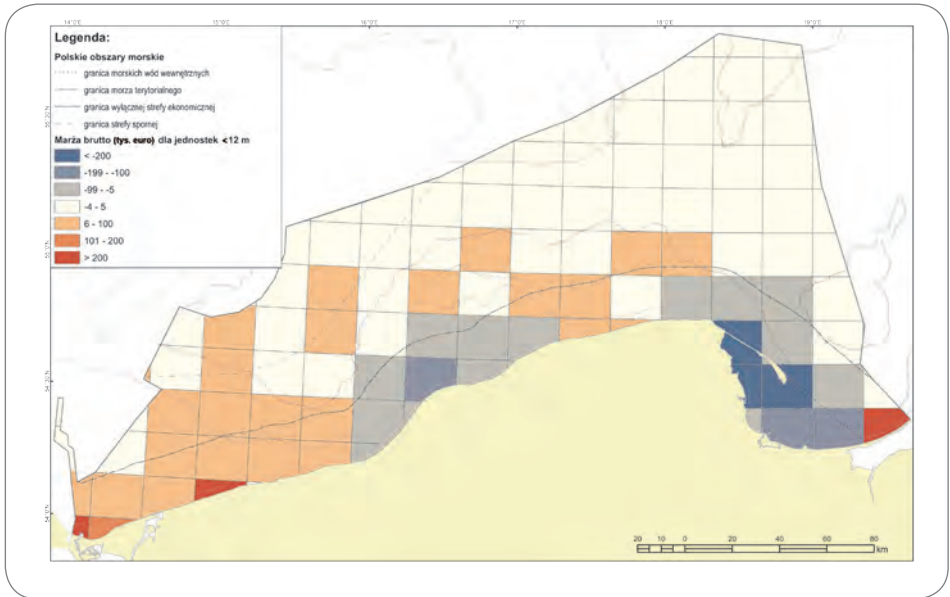 14°0'E 15°0'E 16°0'E 17°0'E 18°0'E 19°0'E
Legenda:
Polskie obszary morskie
granica morskich wód wewnętrznych
granica morza terytorialnego
granica wyłącznej strefy ekonomicznej
granica strefy spornej
Marża brutto (tys. euro) dla jednostek <12 m
< -200
-199 - -100
-99 - -5
-4 - 5
6 - 100
101 - 200
> 200
20 10 0 20 40 60 80
km